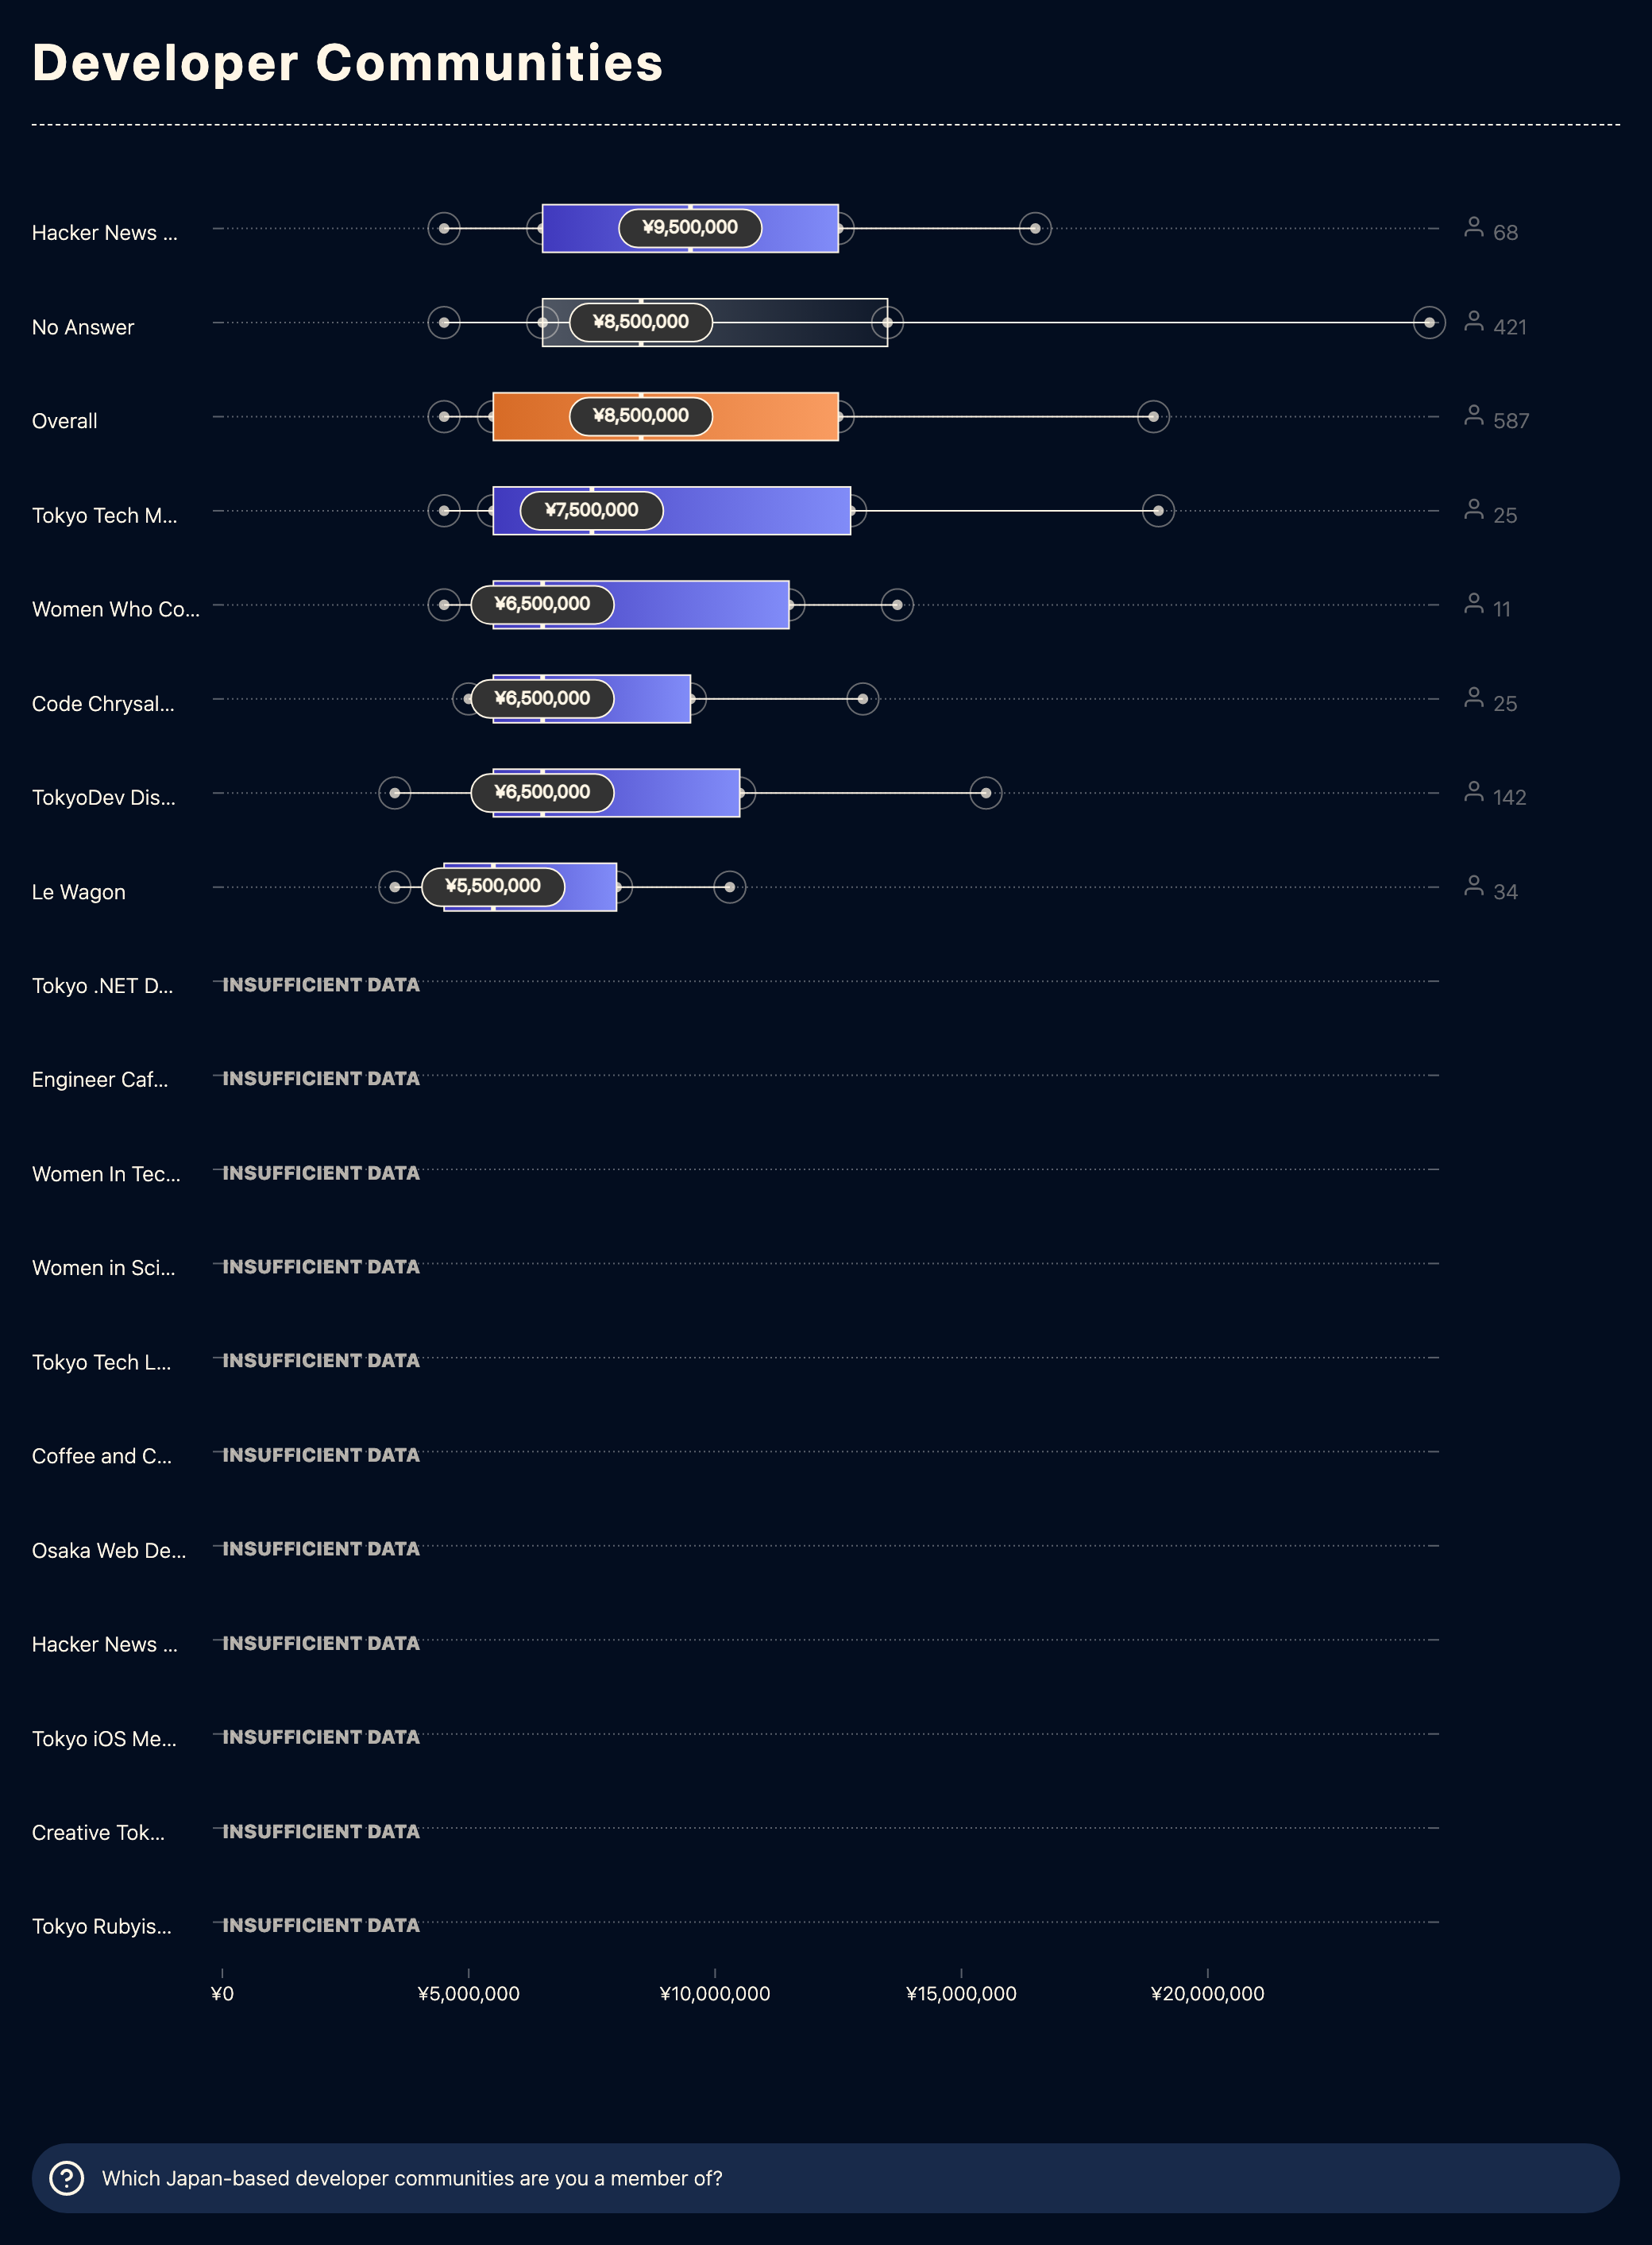 Developer Communities
Hacker News ... ¥9,500,000 68
No Answer ¥8,500,000 421
Overall ¥8,500,000 587
Tokyo Tech M... ¥7,500,000 25
Women Who Co... ¥6,500,000 11
Code Chrysal... ¥6,500,000 25
TokyoDev Dis... ¥6,500,000 142
Le Wagon ¥5,500,000 34
Tokyo .NET D... INSUFFICIENT DATA
Engineer Caf... INSUFFICIENT DATA
Women In Tec... INSUFFICIENT DATA
Women in Sci... INSUFFICIENT DATA
Tokyo Tech L... INSUFFICIENT DATA
Coffee and C... INSUFFICIENT DATA
Osaka Web De... INSUFFICIENT DATA
Hacker News ... INSUFFICIENT DATA
Tokyo iOS Me... INSUFFICIENT DATA
Creative Tok... INSUFFICIENT DATA
Tokyo Rubyis... INSUFFICIENT DATA
¥0 ¥5,000,000 ¥10,000,000 ¥15,000,000 ¥20,000,000
Which Japan-based developer communities are you a member of?